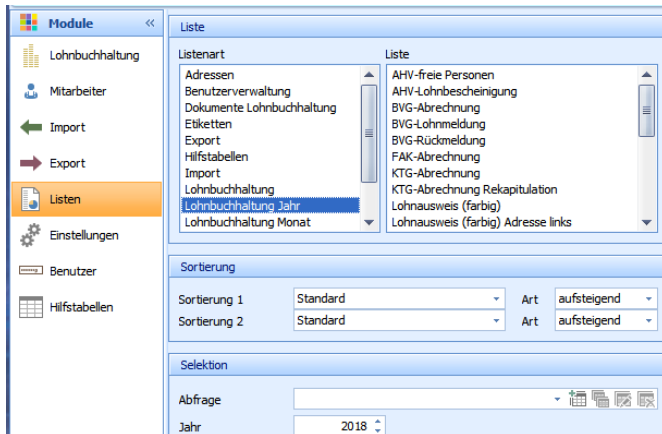 Module «
Lohnbuchhaltung
Mitarbeiter
Import
Export
Listen
Einstellungen
Benutzer
Hilfstabellen
Liste
Listenart
Adressen
Benutzerverwaltung
Dokumente Lohnbuchhaltung
Etiketten
Export
Hilfstabellen
Import
Lohnbuchhaltung
Lohnbuchhaltung Jahr
Lohnbuchhaltung Monat
Liste
AHV-freie Personen
AHV-Lohnbescheinigung
BVG-Abrechnung
BVG-Lohnmeldung
BVG-Rückmeldung
FAK-Abrechnung
KTG-Abrechnung
KTG-Abrechnung Rekapitulation
Lohnausweis (farbig)
Lohnausweis (farbig) Adresse links
Sortierung
Sortierung 1 Standard Art aufsteigend
Sortierung 2 Standard Art aufsteigend
Selektion
Abfrage
Jahr 2018